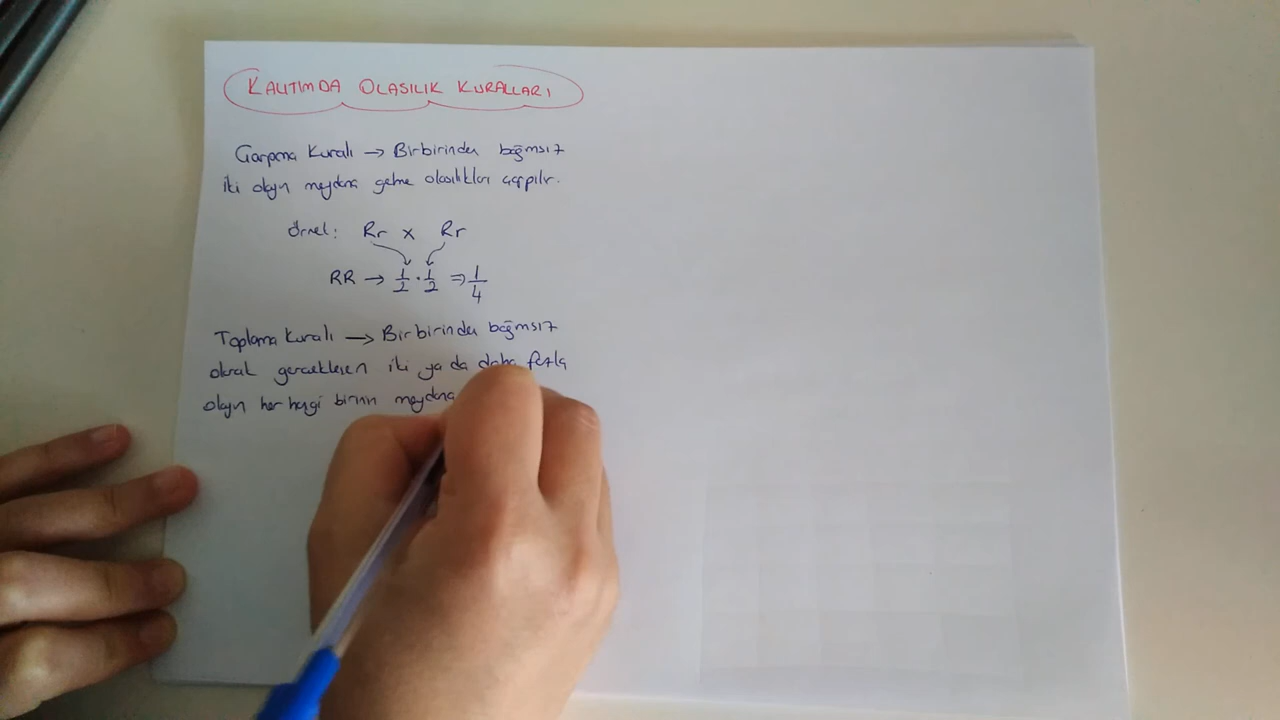 KALITIMDA OLASILIK KURALLARI
Çarpma Kuralı → Birbirinden bağımsız
iki olayın meydana gelme olasılıkları çarpılır.
Örnel: Rr x Rr
RR → 1/2 · 1/2 ⇒ 1/4
Toplama Kuralı → Birbirinden bağımsız
olarak gerçekleşen iki ya da daha fazla
olayın herhangi birinin meydana